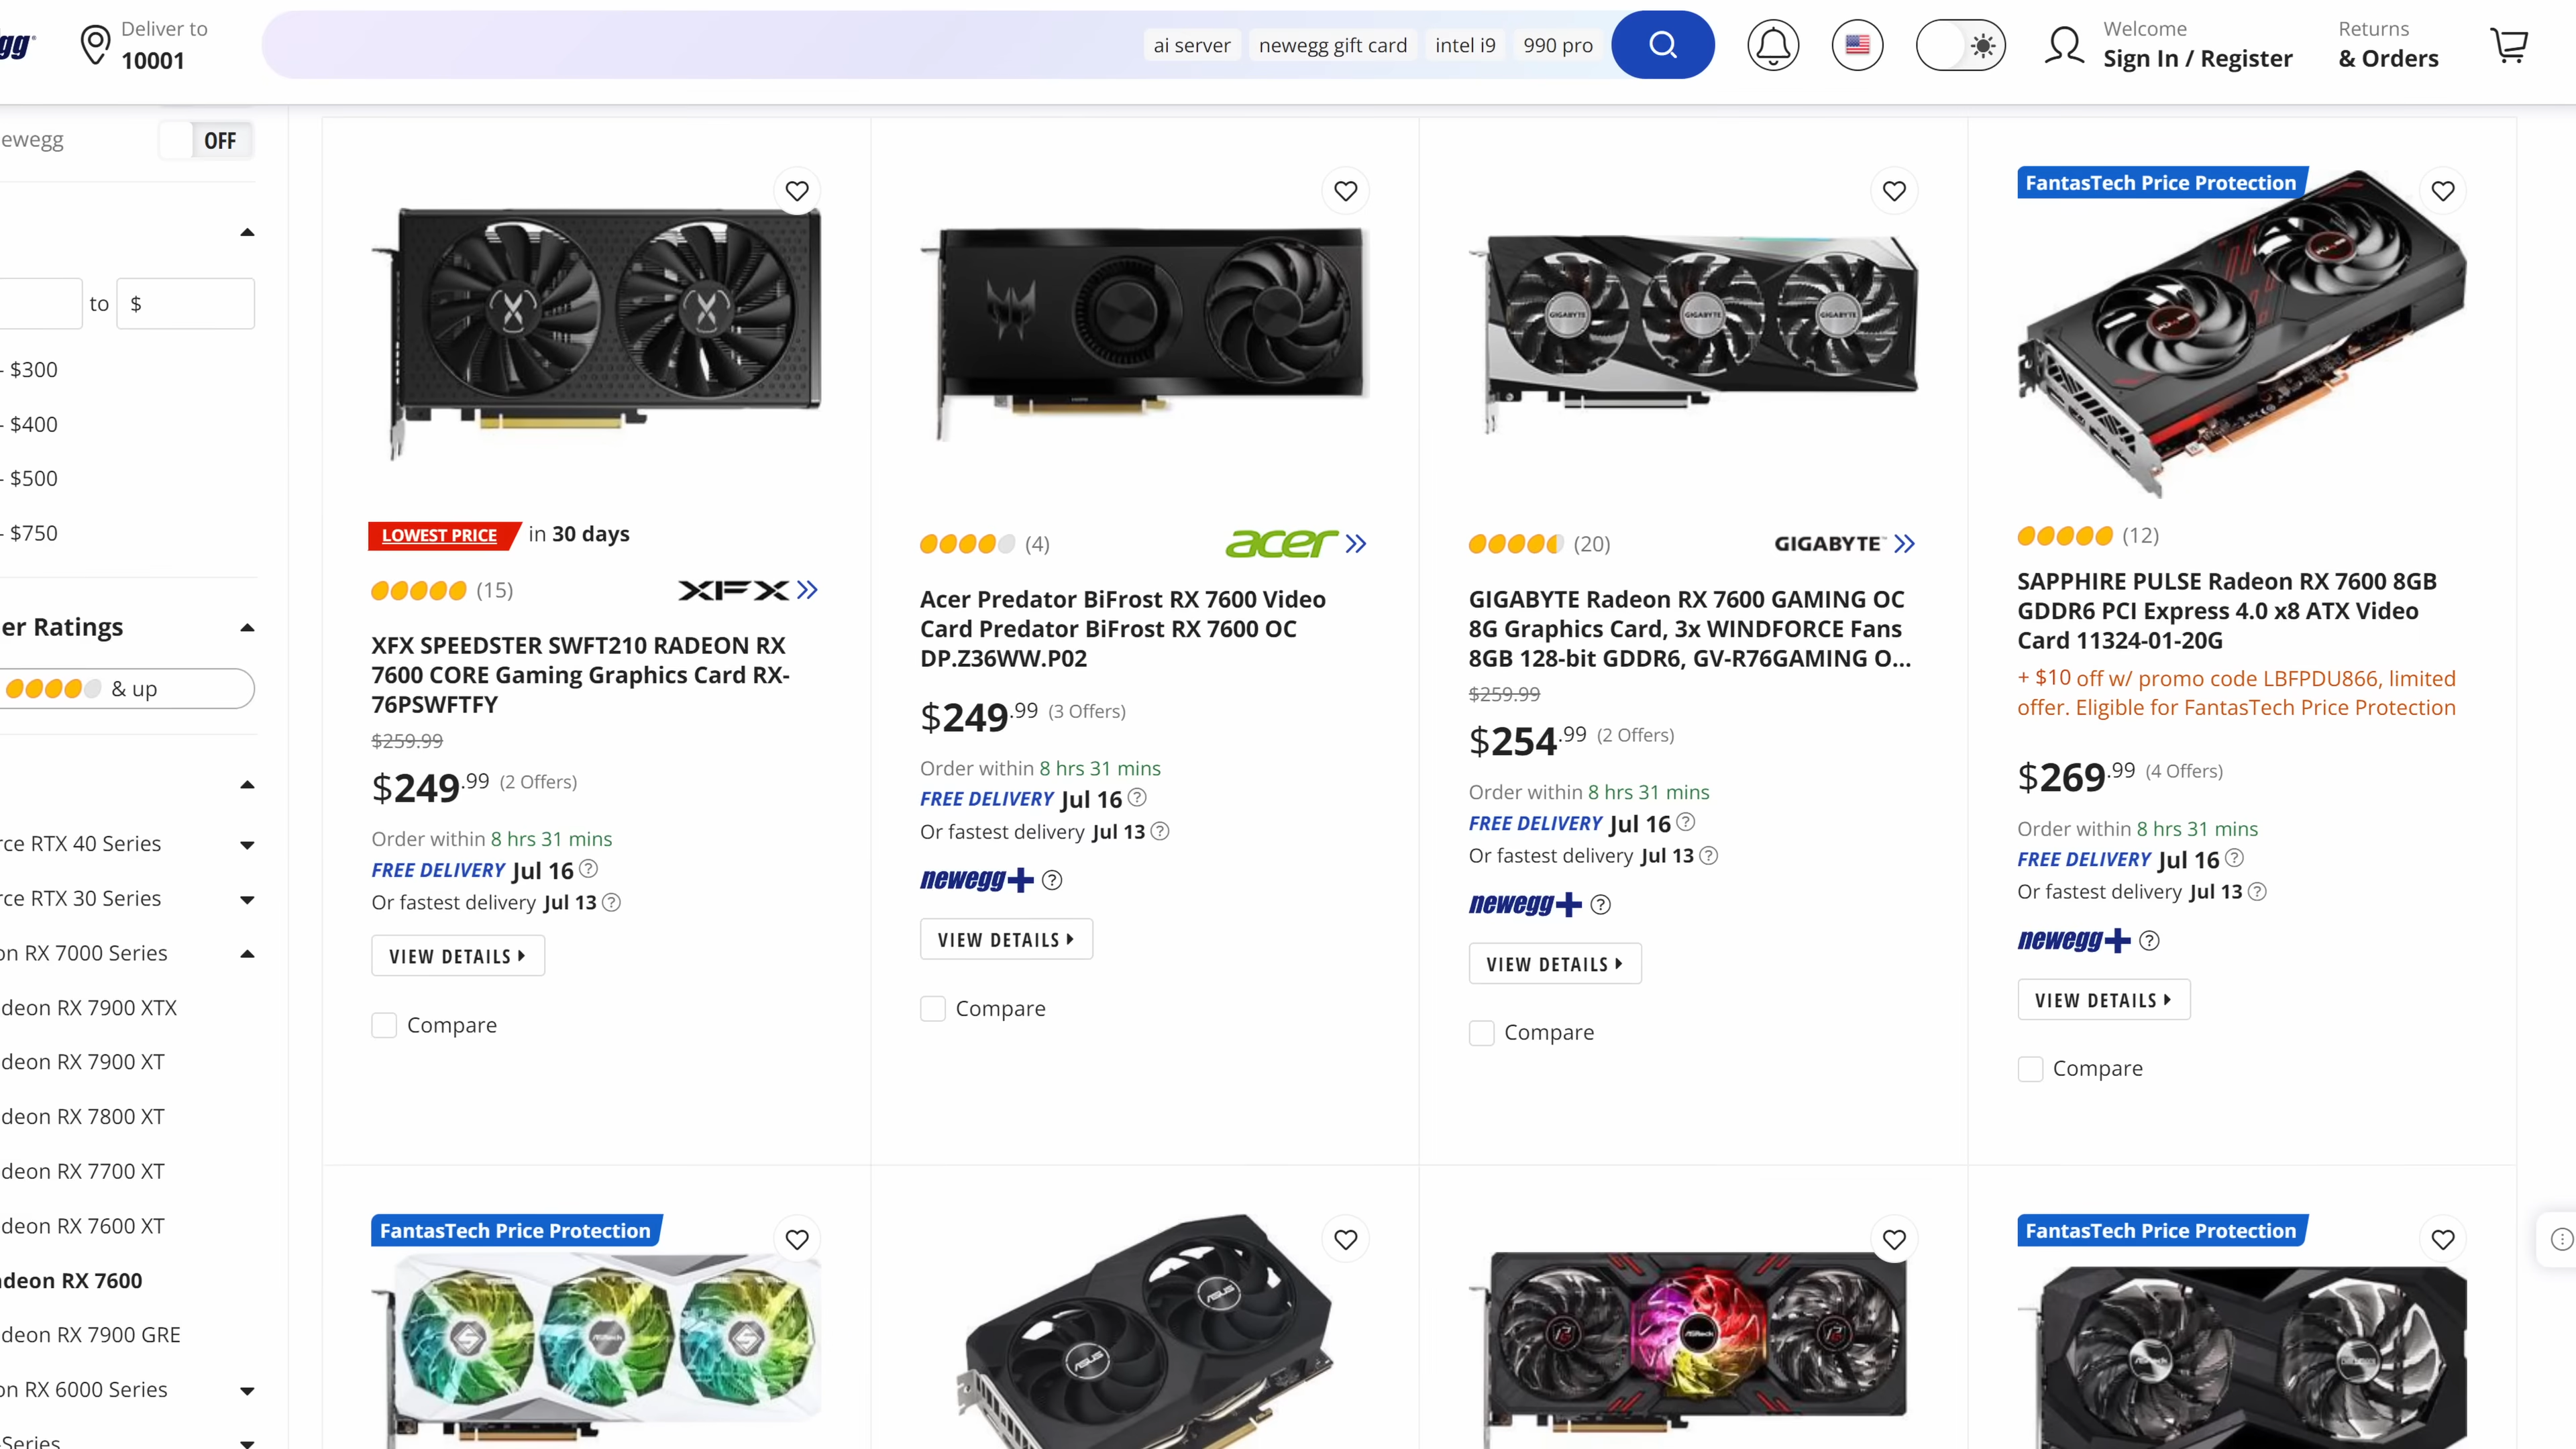 Deliver to
10001
ai server
newegg gift card
intel i9
990 pro
Welcome
Sign In / Register
Returns
& Orders
ewegg
OFF
to
$
- $300
- $400
- $500
- $750
er Ratings
& up
rce RTX 40 Series
rce RTX 30 Series
on RX 7000 Series
deon RX 7900 XTX
deon RX 7900 XT
deon RX 7800 XT
deon RX 7700 XT
deon RX 7600 XT
deon RX 7600
deon RX 7900 GRE
on RX 6000 Series
Series
LOWEST PRICE in 30 days
(15)
XFX
XFX SPEEDSTER SWFT210 RADEON RX
7600 CORE Gaming Graphics Card RX-
76PSWFTFY
$259.99
$249.99 (2 Offers)
Order within 8 hrs 31 mins
FREE DELIVERY Jul 16
Or fastest delivery Jul 13
VIEW DETAILS
Compare
(4)
acer
Acer Predator BiFrost RX 7600 Video
Card Predator BiFrost RX 7600 OC
DP.Z36WW.P02
$249.99 (3 Offers)
Order within 8 hrs 31 mins
FREE DELIVERY Jul 16
Or fastest delivery Jul 13
newegg+
VIEW DETAILS
Compare
GIGABYTE
GIGABYTE
GIGABYTE
(20)
GIGABYTE
GIGABYTE Radeon RX 7600 GAMING OC
8G Graphics Card, 3x WINDFORCE Fans
8GB 128-bit GDDR6, GV-R76GAMING O...
$259.99
$254.99 (2 Offers)
Order within 8 hrs 31 mins
FREE DELIVERY Jul 16
Or fastest delivery Jul 13
newegg+
VIEW DETAILS
Compare
FantasTech Price Protection
(12)
SAPPHIRE PULSE Radeon RX 7600 8GB
GDDR6 PCI Express 4.0 x8 ATX Video
Card 11324-01-20G
+ $10 off w/ promo code LBFPDU866, limited
offer. Eligible for FantasTech Price Protection
$269.99 (4 Offers)
Order within 8 hrs 31 mins
FREE DELIVERY Jul 16
Or fastest delivery Jul 13
newegg+
VIEW DETAILS
Compare
FantasTech Price Protection
ASUS
ASUS
ASRock
FantasTech Price Protection